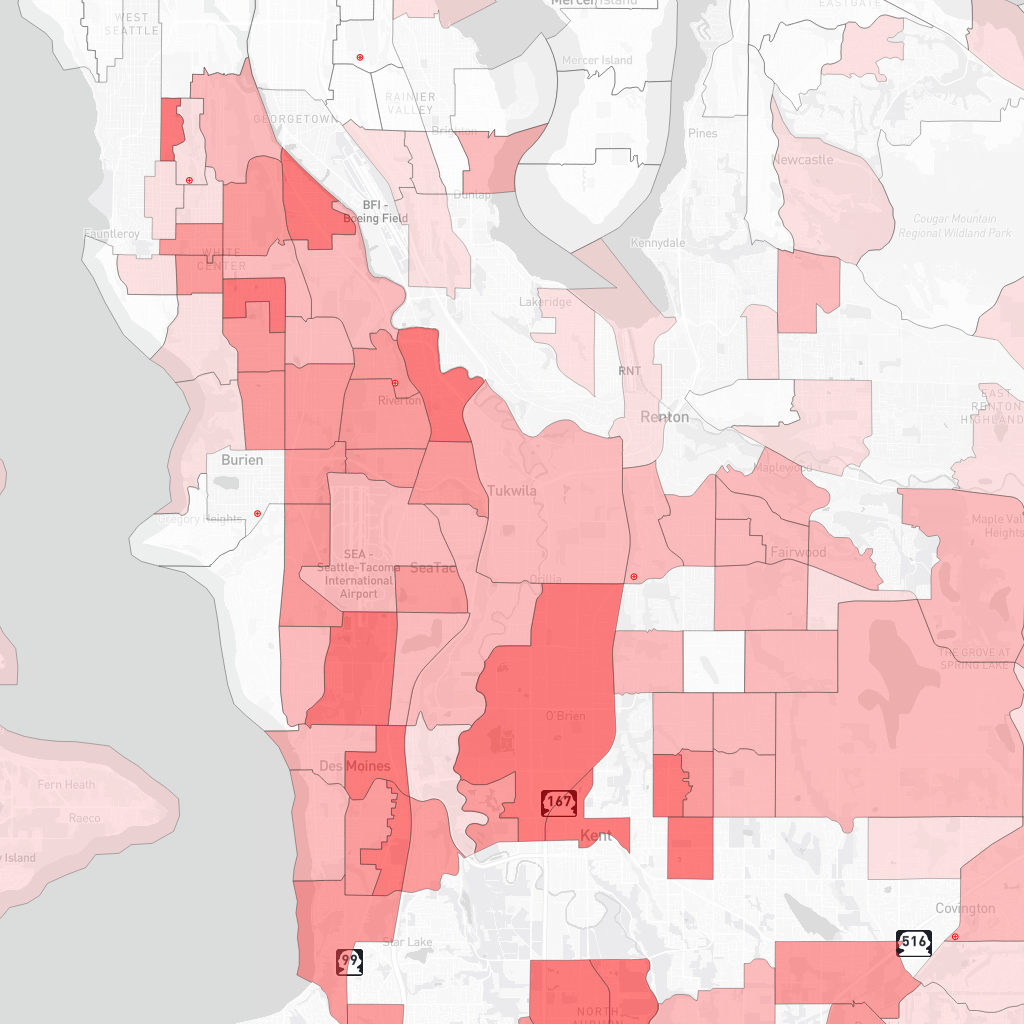 WEST
SEATTLE
Mercer Island
EASTGATE
Mercer Island
RAINIER
VALLEY
GEORGETOWN
Brighton
Pines
Newcastle
Dunlap
BFI -
Boeing Field
Cougar Mountain
Regional Wildland Park
Fauntleroy
Kennydale
WHITE
CENTER
Lakeridge
RNT
Riverton
Renton
EAST
RENTON
HIGHLANDS
Burien
Maplewood
Tukwila
Gregory Heights
Maple Val
Heights
SEA -
Seattle-Tacoma
International
Airport
SeaTac
Fairwood
Orillia
THE GROVE AT
SPRING LAKE
O'Brien
Des Moines
Fern Heath
167
Raeco
Kent
y Island
Covington
Star Lake
516
99
NORTH
AUBURN